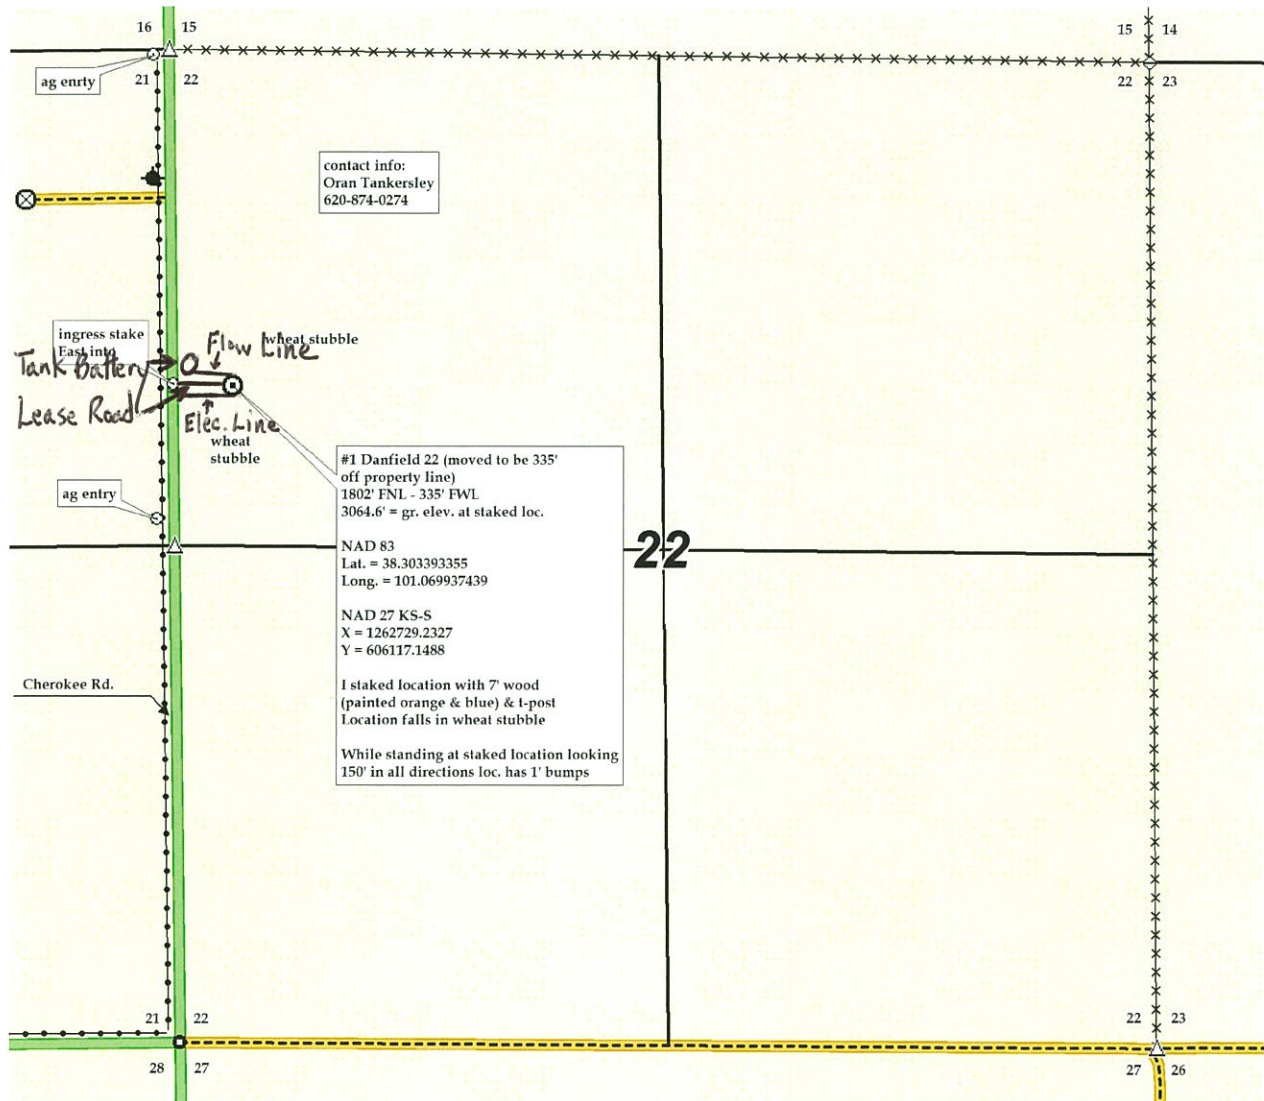 16 15
15 14
ag enrty
21 22
22 23
contact info:
Oran Tankersley
620-874-0274
ingress stake
East into
Flow Line
wheat stubble
Tank Battery
Lease Road
Elec. Line
wheat
stubble
#1 Danfield 22 (moved to be 335'
off property line)
1802' FNL - 335' FWL
3064.6' = gr. elev. at staked loc.
NAD 83
Lat. = 38.303393355
Long. = 101.069937439
NAD 27 KS-S
X = 1262729.2327
Y = 606117.1488
I staked location with 7' wood
(painted orange & blue) & t-post
Location falls in wheat stubble
While standing at staked location looking
150' in all directions loc. has 1' bumps
ag entry
22
Cherokee Rd.
21 22
22 23
28 27
27 26